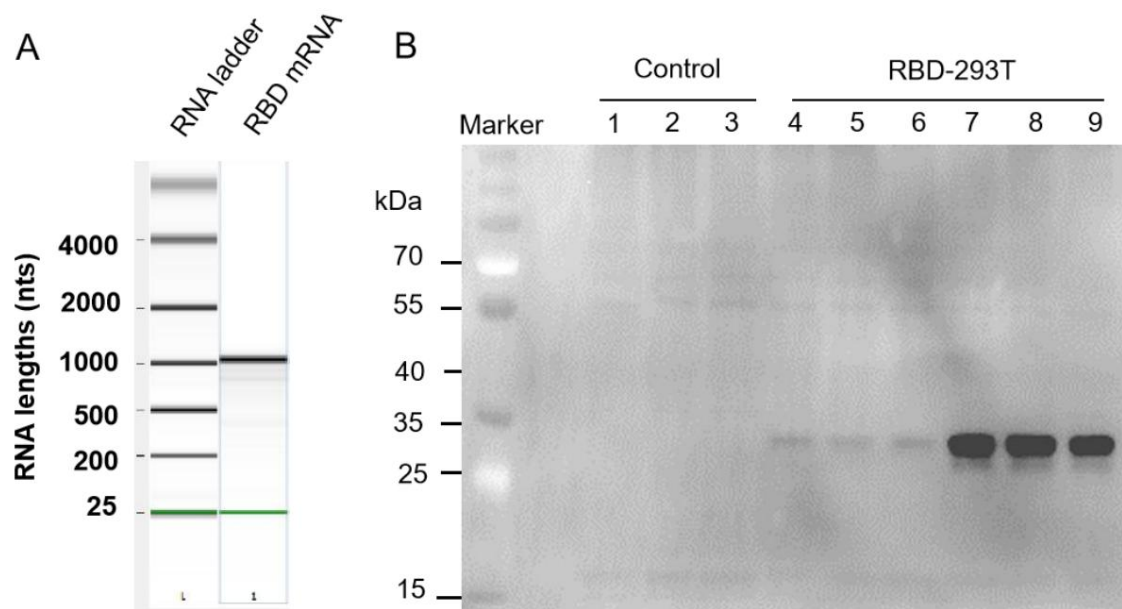 A
RNA ladder
RBD mRNA
RNA lengths (nts)
4000
2000
1000
500
200
25
L
1
B
Control
RBD-293T
Marker
1 2 3 4 5 6 7 8 9
kDa
70
55
40
35
25
15